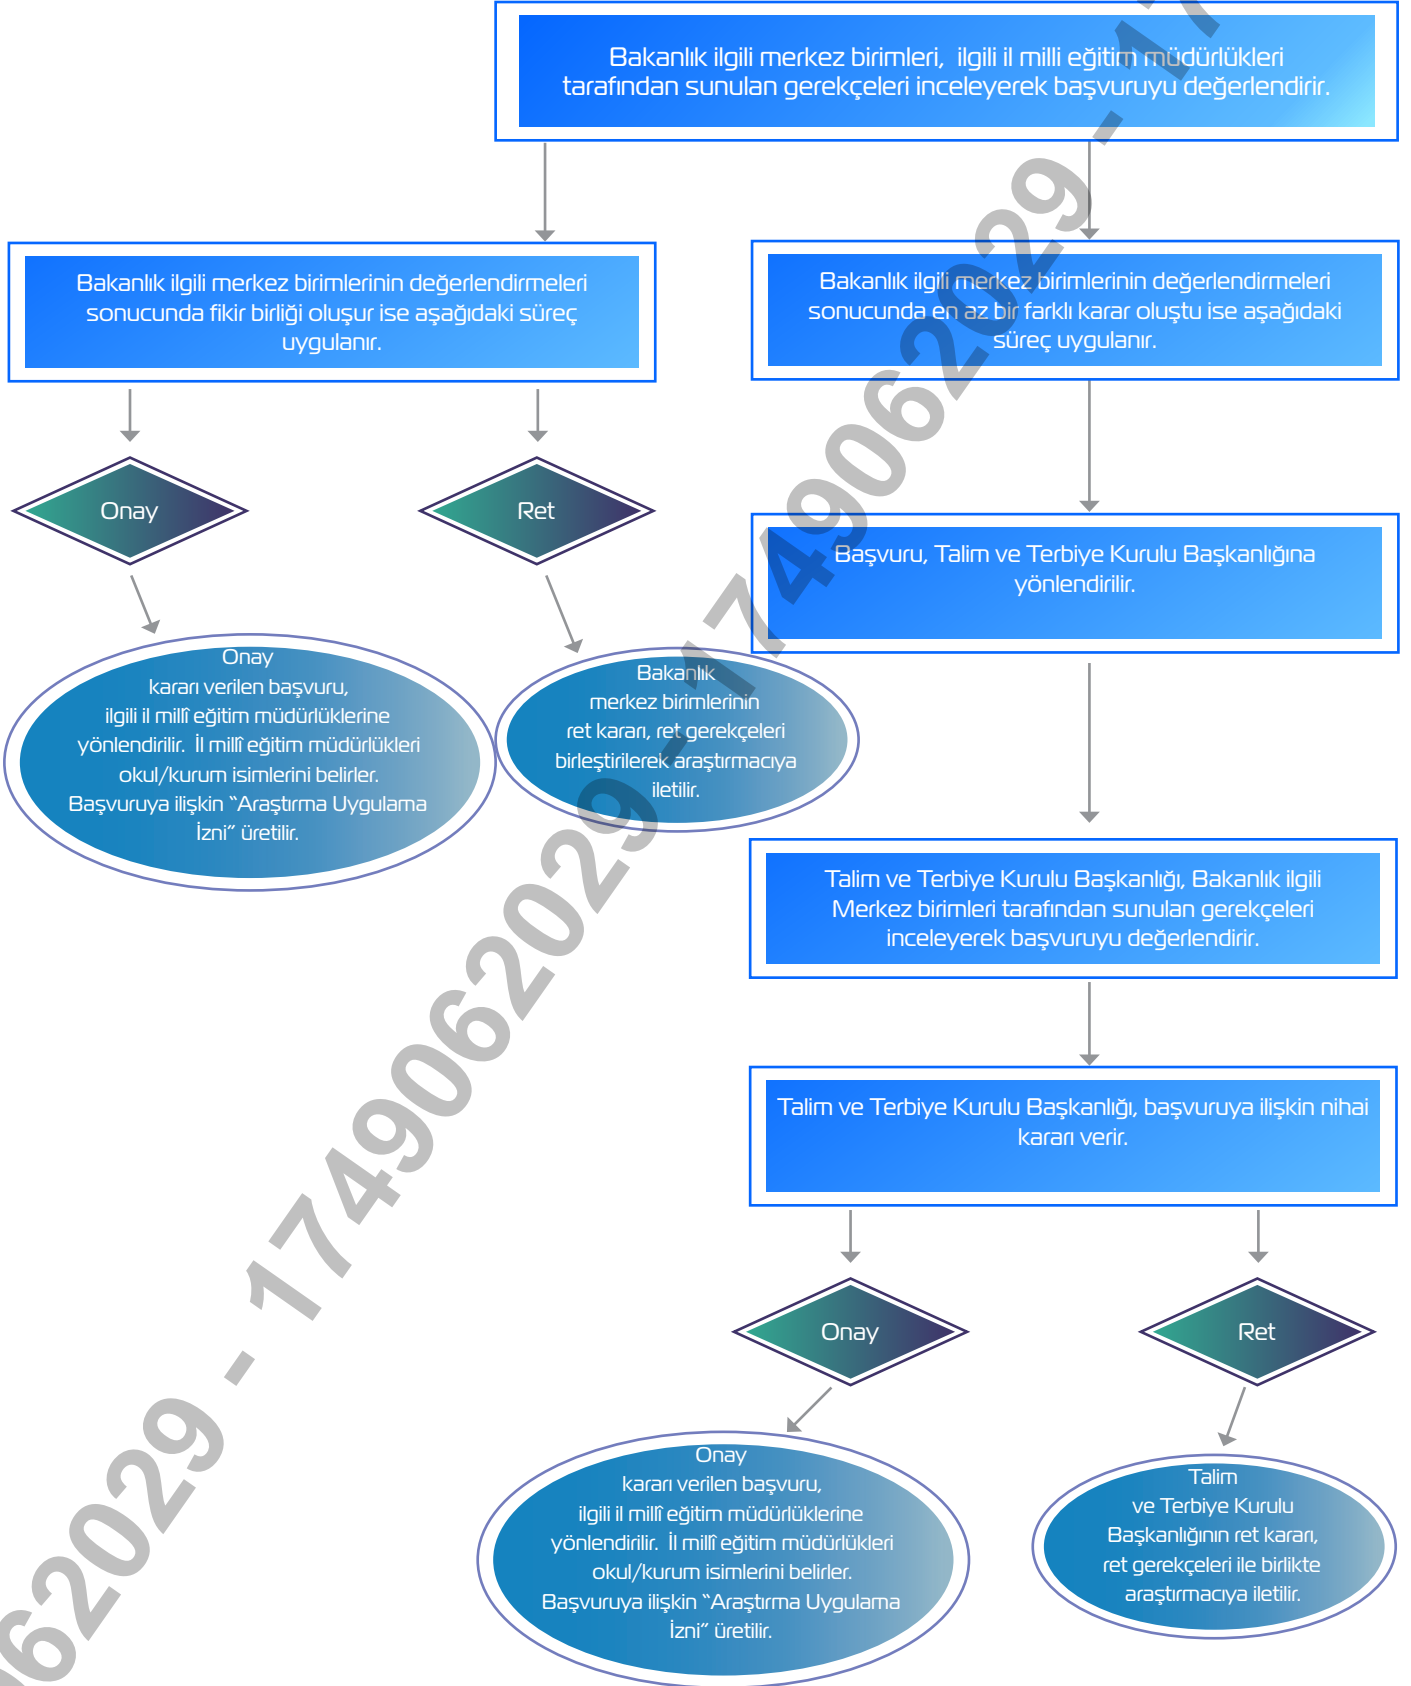 Bakanlık ilgili merkez birimleri,  ilgili il milli eğitim müdürlükleri
tarafından sunulan gerekçeleri inceleyerek başvuruyu değerlendirir.
Bakanlık ilgili merkez birimlerinin değerlendirmeleri
sonucunda fikir birliği oluşur ise aşağıdaki süreç
uygulanır.
Bakanlık ilgili merkez birimlerinin değerlendirmeleri
sonucunda en az bir farklı karar oluştu ise aşağıdaki
süreç uygulanır.
Onay
Ret
Başvuru, Talim ve Terbiye Kurulu Başkanlığına
yönlendirilir.
Onay
kararı verilen başvuru,
ilgili il millî eğitim müdürlüklerine
yönlendirilir.  İl millî eğitim müdürlükleri
okul/kurum isimlerini belirler.
Başvuruya ilişkin “Araştırma Uygulama
İzni” üretilir.
Bakanlık
merkez birimlerinin
ret kararı, ret gerekçeleri
birleştirilerek araştırmacıya
iletilir.
Talim ve Terbiye Kurulu Başkanlığı, Bakanlık ilgili
Merkez birimleri tarafından sunulan gerekçeleri
inceleyerek başvuruyu değerlendirir.
Talim ve Terbiye Kurulu Başkanlığı, başvuruya ilişkin nihai
kararı verir.
Onay
Ret
Onay
kararı verilen başvuru,
ilgili il millî eğitim müdürlüklerine
yönlendirilir.  İl millî eğitim müdürlükleri
okul/kurum isimlerini belirler.
Başvuruya ilişkin “Araştırma Uygulama
İzni” üretilir.
Talim
ve Terbiye Kurulu
Başkanlığının ret kararı,
ret gerekçeleri ile birlikte
araştırmacıya iletilir.
62029 - 1749062029 - 1749062029 - 17